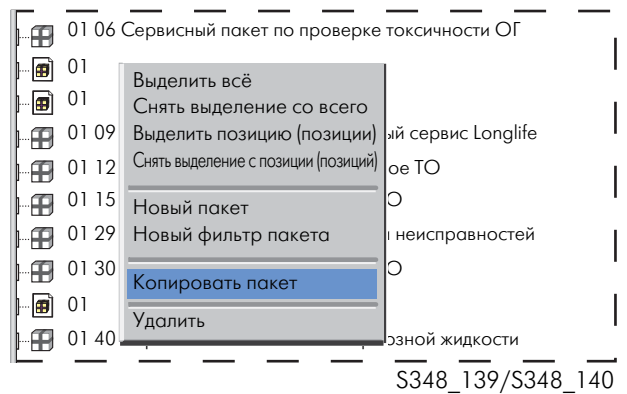 01 06 Сервисный пакет по проверке токсичности ОГ
01
01
01 09 ый сервис Longlife
01 12 ое ТО
01 15 О
01 29 неисправностей
01 30 О
01
01 40 озной жидкости
Выделить всё
Снять выделение со всего
Выделить позицию (позиции)
Снять выделение с позиции (позиций)
Новый пакет
Новый фильтр пакета
Копировать пакет
Удалить
S348_139/S348_140